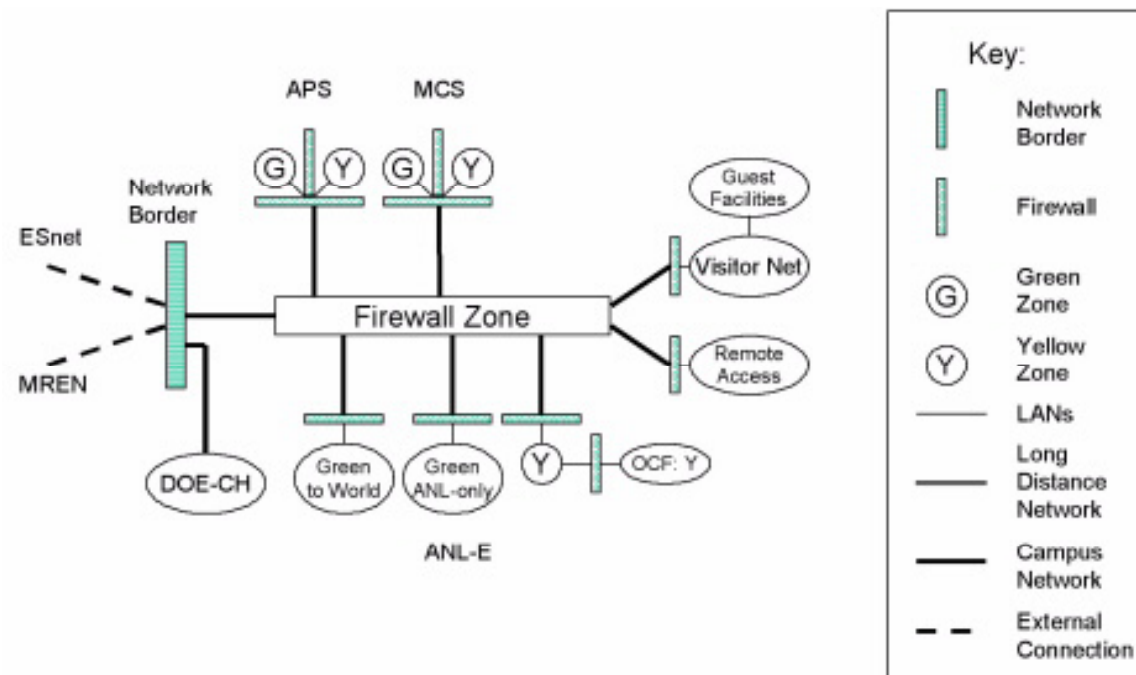 APS
MCS
G
Y
G
Y
Network
Border
ESnet
MREN
Guest
Facilities
Visitor Net
Firewall Zone
Remote
Access
DOE-CH
Green
to World
Green
ANL-only
Y
OCF: Y
ANL-E
Key:
Network
Border
Firewall
G
Green
Zone
Y
Yellow
Zone
LANs
Long
Distance
Network
Campus
Network
External
Connection